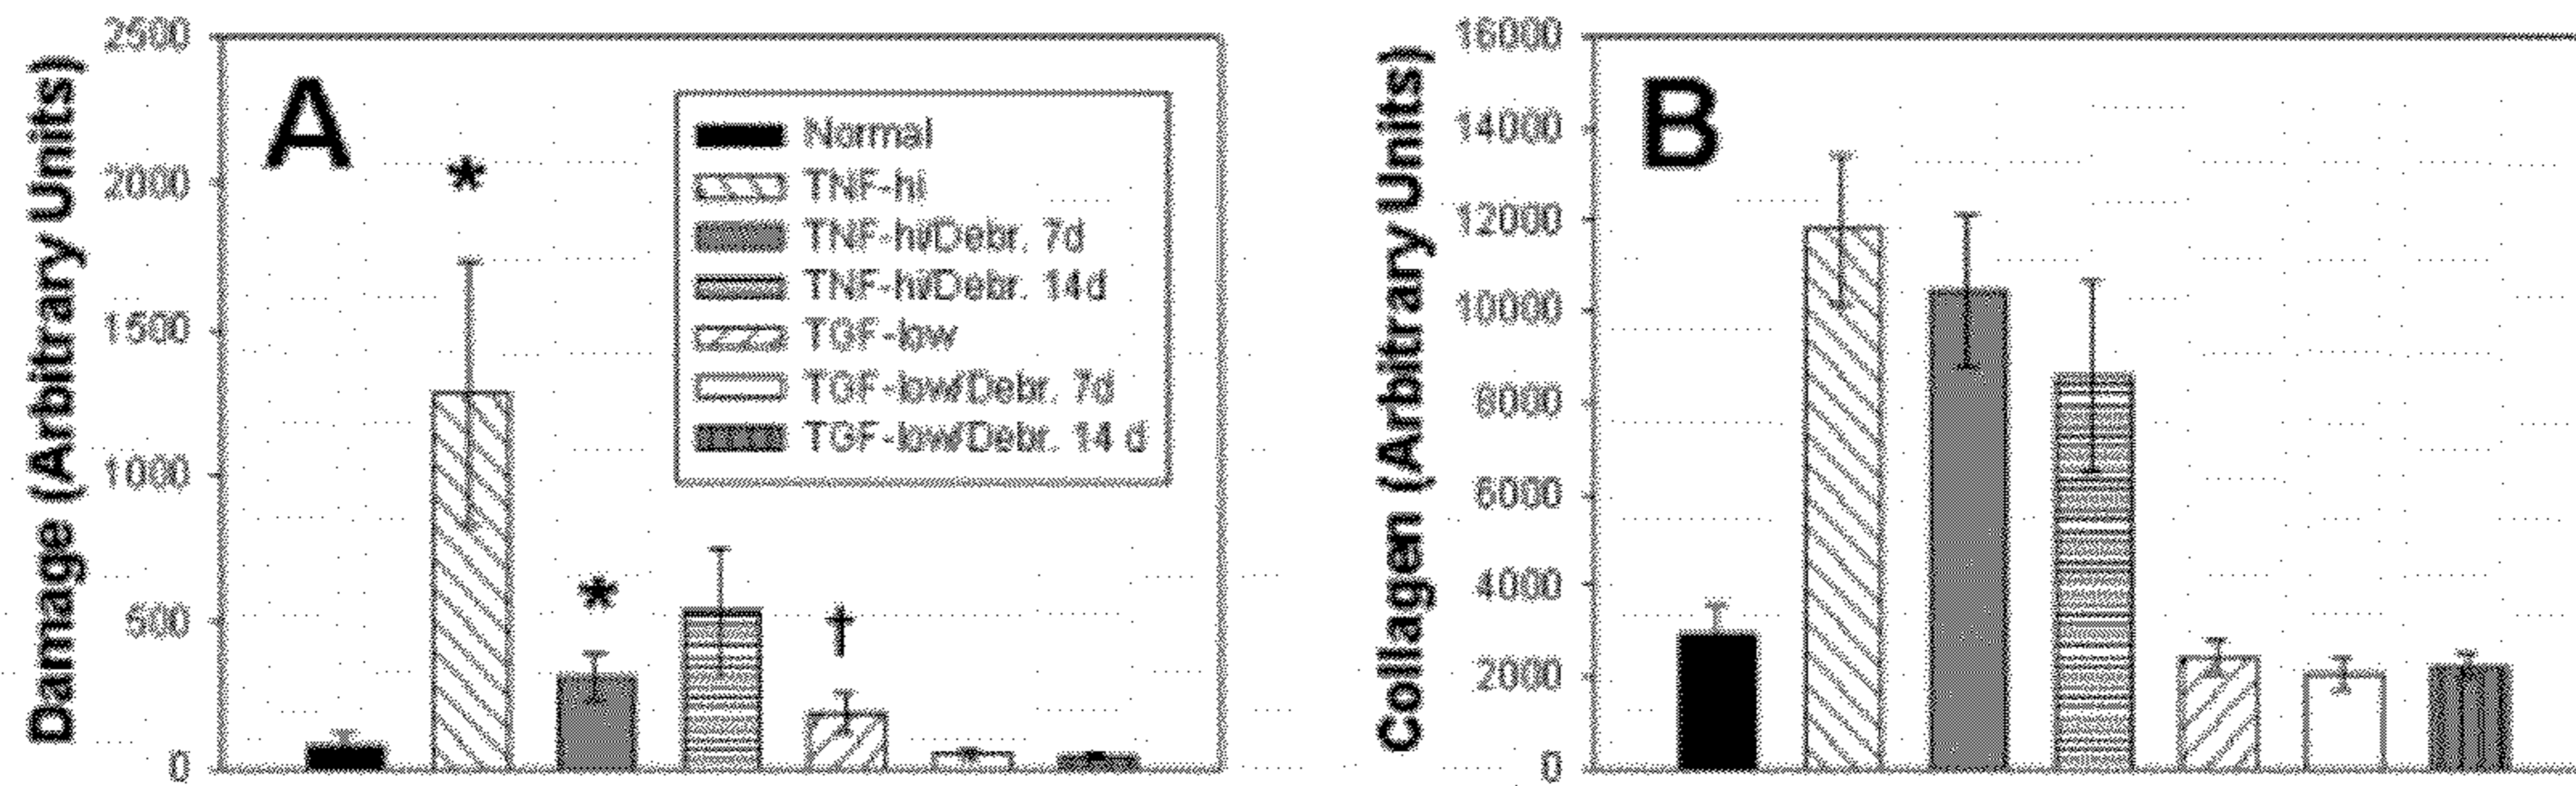 Damage (Arbitrary Units)
2500
2000
1500
1000
500
0
A
*
*
†
Normal
TNF-hi
TNF-hi/Debr. 7d
TNF-hi/Debr. 14d
TGF-low
TGF-low/Debr. 7d
TGF-low/Debr. 14 d
Collagen (Arbitrary Units)
16000
14000
12000
10000
8000
6000
4000
2000
0
B